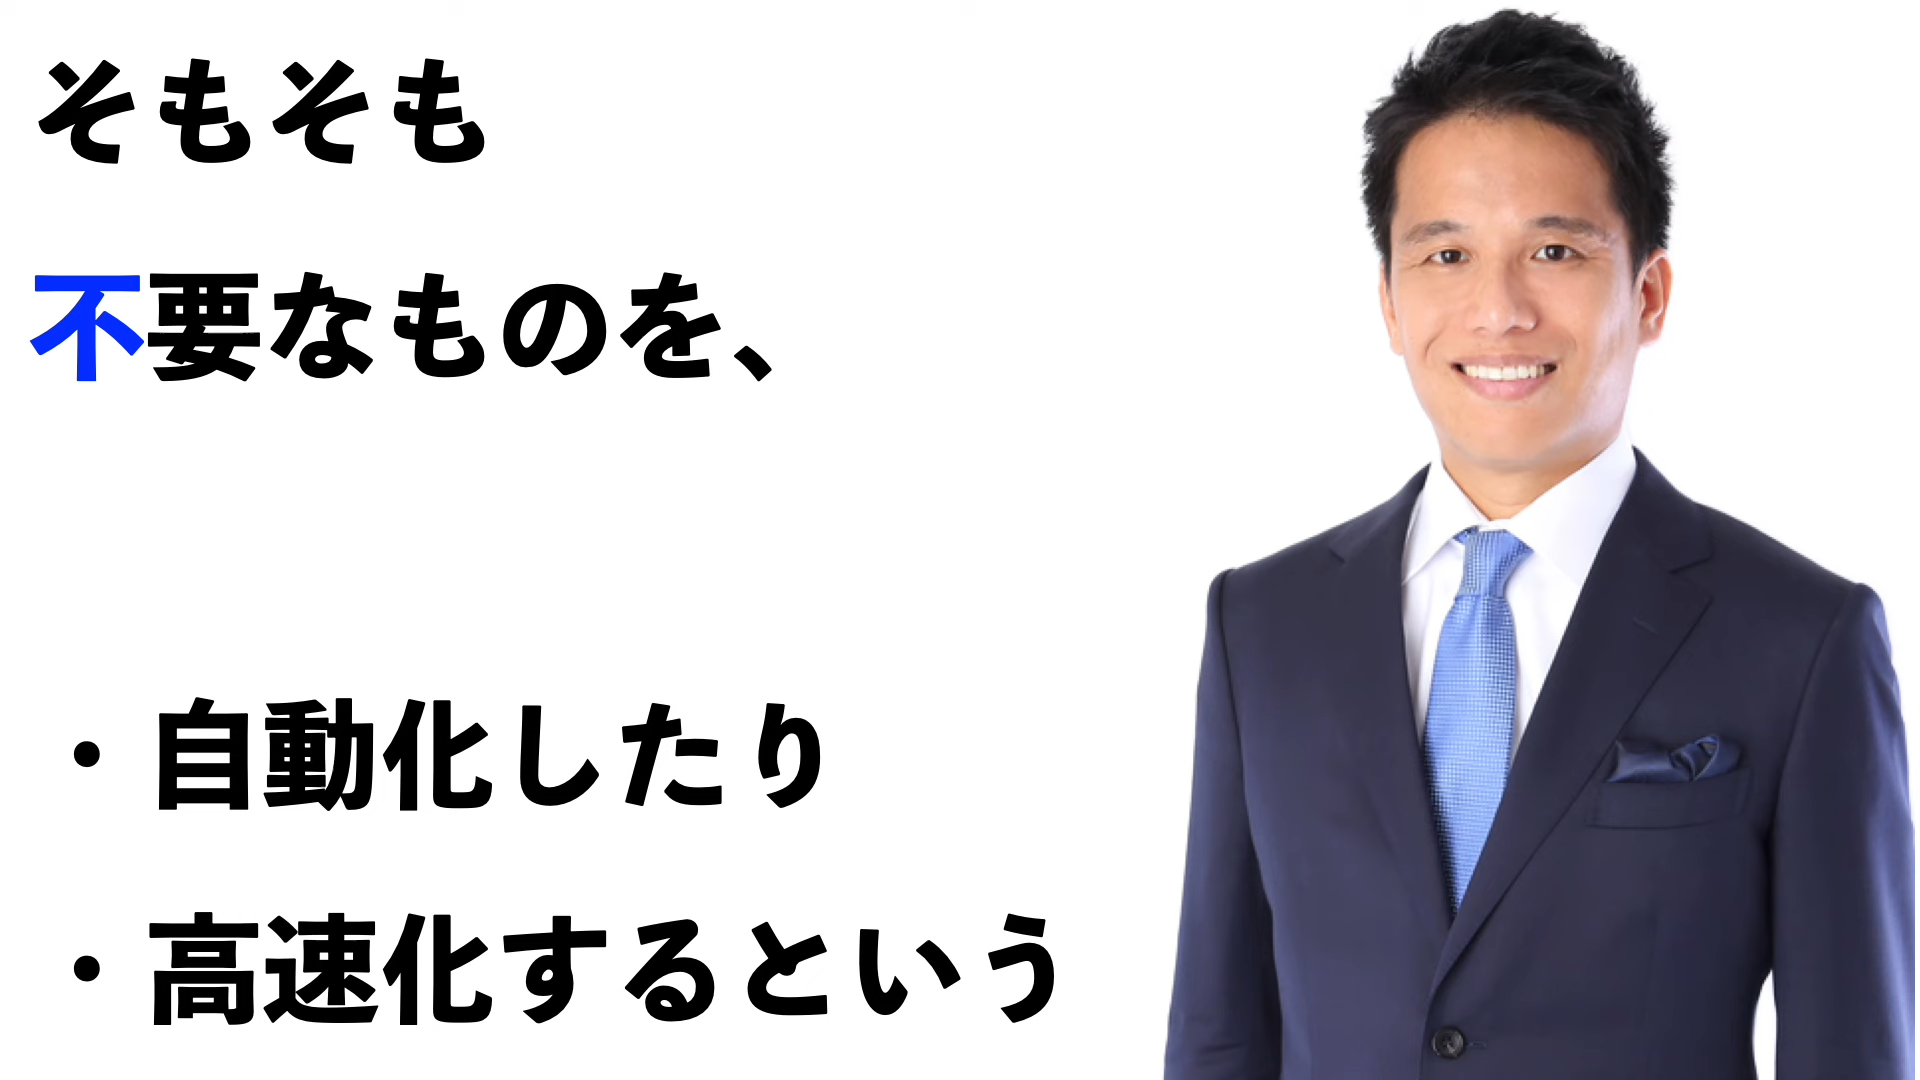 そもそも
不要なものを、
・自動化したり
・高速化するという